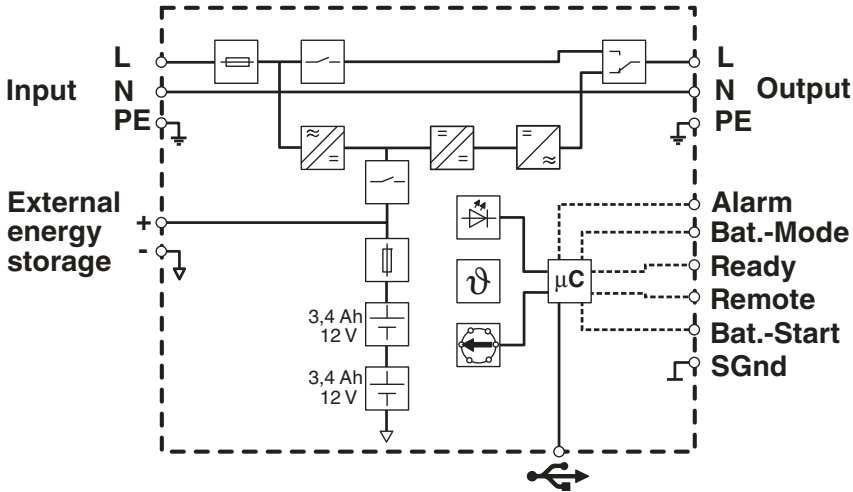 L
L
Input
N
N
Output
PE
PE
External
energy
storage
+
-
3,4 Ah
12 V
3,4 Ah
12 V
ϑ
µC
Alarm
Bat.-Mode
Ready
Remote
Bat.-Start
SGnd